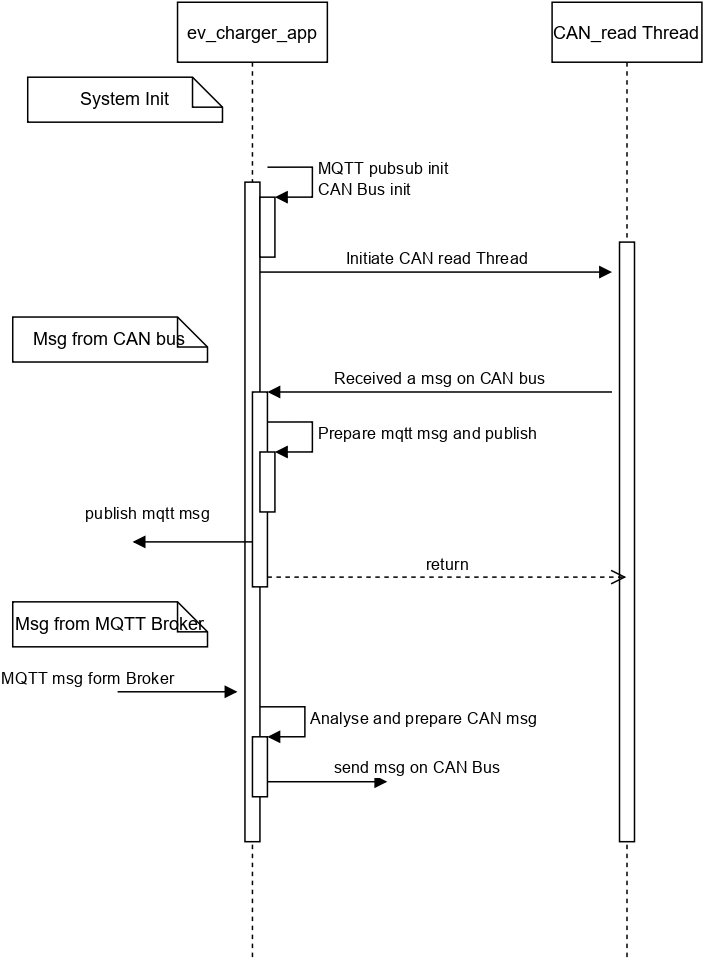 ev_charger_app
CAN_read Thread
System Init
MQTT pubsub init
CAN Bus init
Initiate CAN read Thread
Msg from CAN bus
Received a msg on CAN bus
Prepare mqtt msg and publish
publish mqtt msg
return
Msg from MQTT Broker
MQTT msg form Broker
Analyse and prepare CAN msg
send msg on CAN Bus